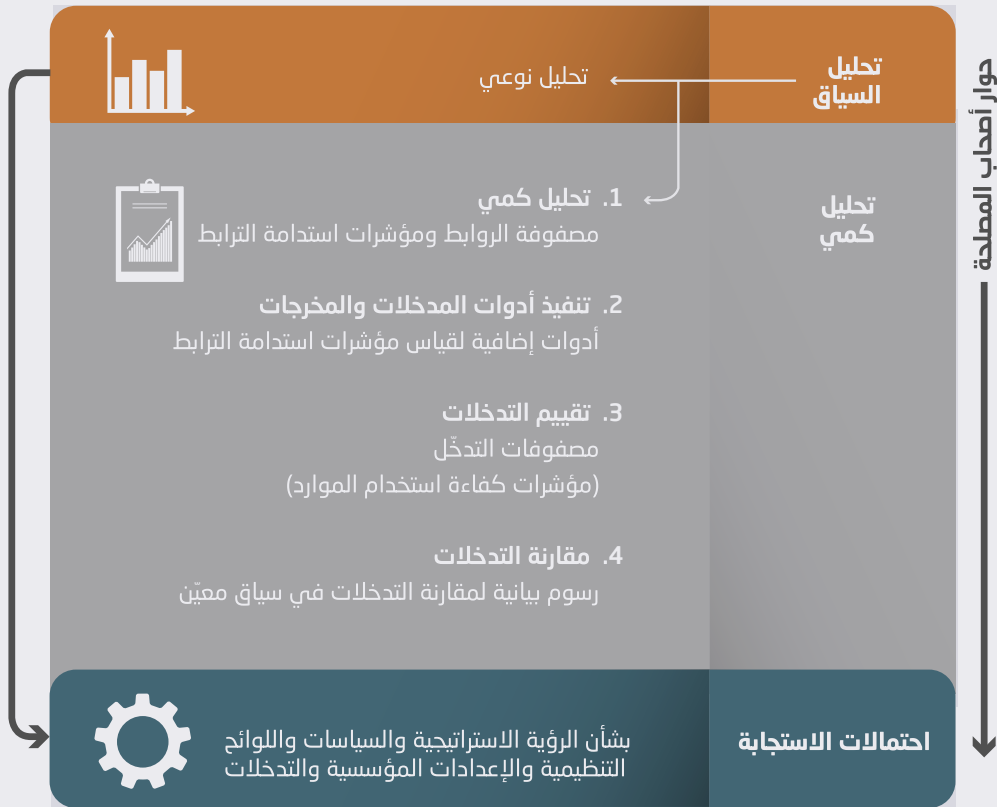 تحليل
السياق
تحليل نوعي
تحليل
كمي
1. تحليل كمي
مصفوفة الروابط ومؤشرات استدامة الترابط
2. تنفيذ أدوات المدخلات والمخرجات
أدوات إضافية لقياس مؤشرات استدامة الترابط
3. تقييم التدخلات
مصفوفات التدخّل
(مؤشرات كفاءة استخدام الموارد)
4. مقارنة التدخلات
رسوم بيانية لمقارنة التدخلات في سياق معيّن
احتمالات الاستجابة
بشأن الرؤية الاستراتيجية والسياسات واللوائح
التنظيمية والإعدادات المؤسسية والتدخلات
حوار أصحاب المصلحة